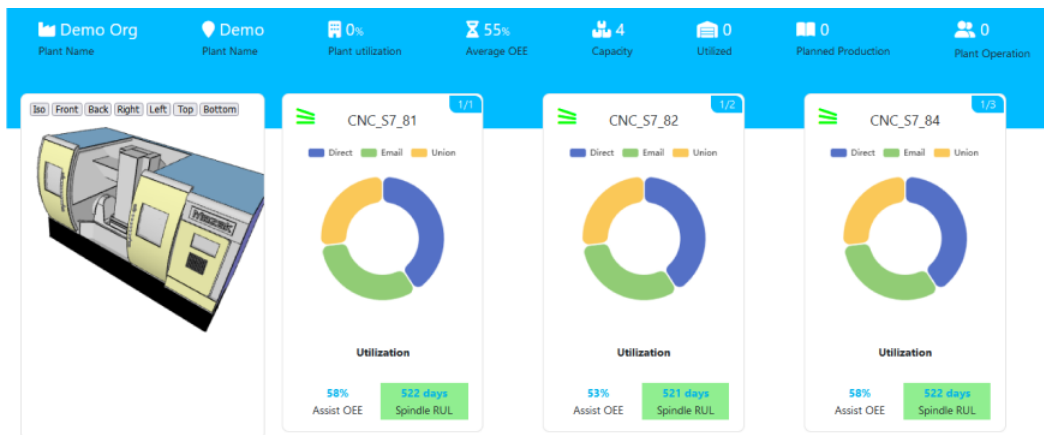 Demo Org
Plant Name
Demo
Plant Name
0%
Plant utilization
55%
Average OEE
4
Capacity
0
Utilized
0
Planned Production
0
Plant Operation
Iso Front Back Right Left Top Bottom
Mazak
1/1
CNC_S7_81
Direct Email Union
Utilization
58%
Assist OEE
522 days
Spindle RUL
1/2
CNC_S7_82
Direct Email Union
Utilization
53%
Assist OEE
521 days
Spindle RUL
1/3
CNC_S7_84
Direct Email Union
Utilization
58%
Assist OEE
522 days
Spindle RUL